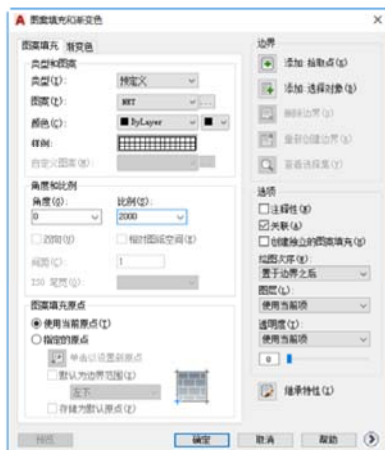 图案填充和渐变色
图案填充 渐变色
类型和图案
类型(Y): 预定义
图案(P): NET
颜色(C): ByLayer
样例:
自定义图案(M):
角度和比例
角度(G): 比例(S):
0 2000
双向(U) 相对图纸空间(E)
间距(C): 1
ISO 笔宽(O):
图案填充原点
使用当前原点(T)
指定的原点
单击以设置新原点
默认为边界范围(X)
左下
存储为默认原点(F)
边界
添加:拾取点(K)
添加:选择对象(B)
删除边界(D)
重新创建边界(R)
查看选择集(V)
选项
注释性(N)
关联(A)
创建独立的图案填充(H)
绘图次序(W):
置于边界之后
图层(L):
使用当前项
透明度(T):
使用当前项
0
继承特性(I)
预览 确定 取消 帮助